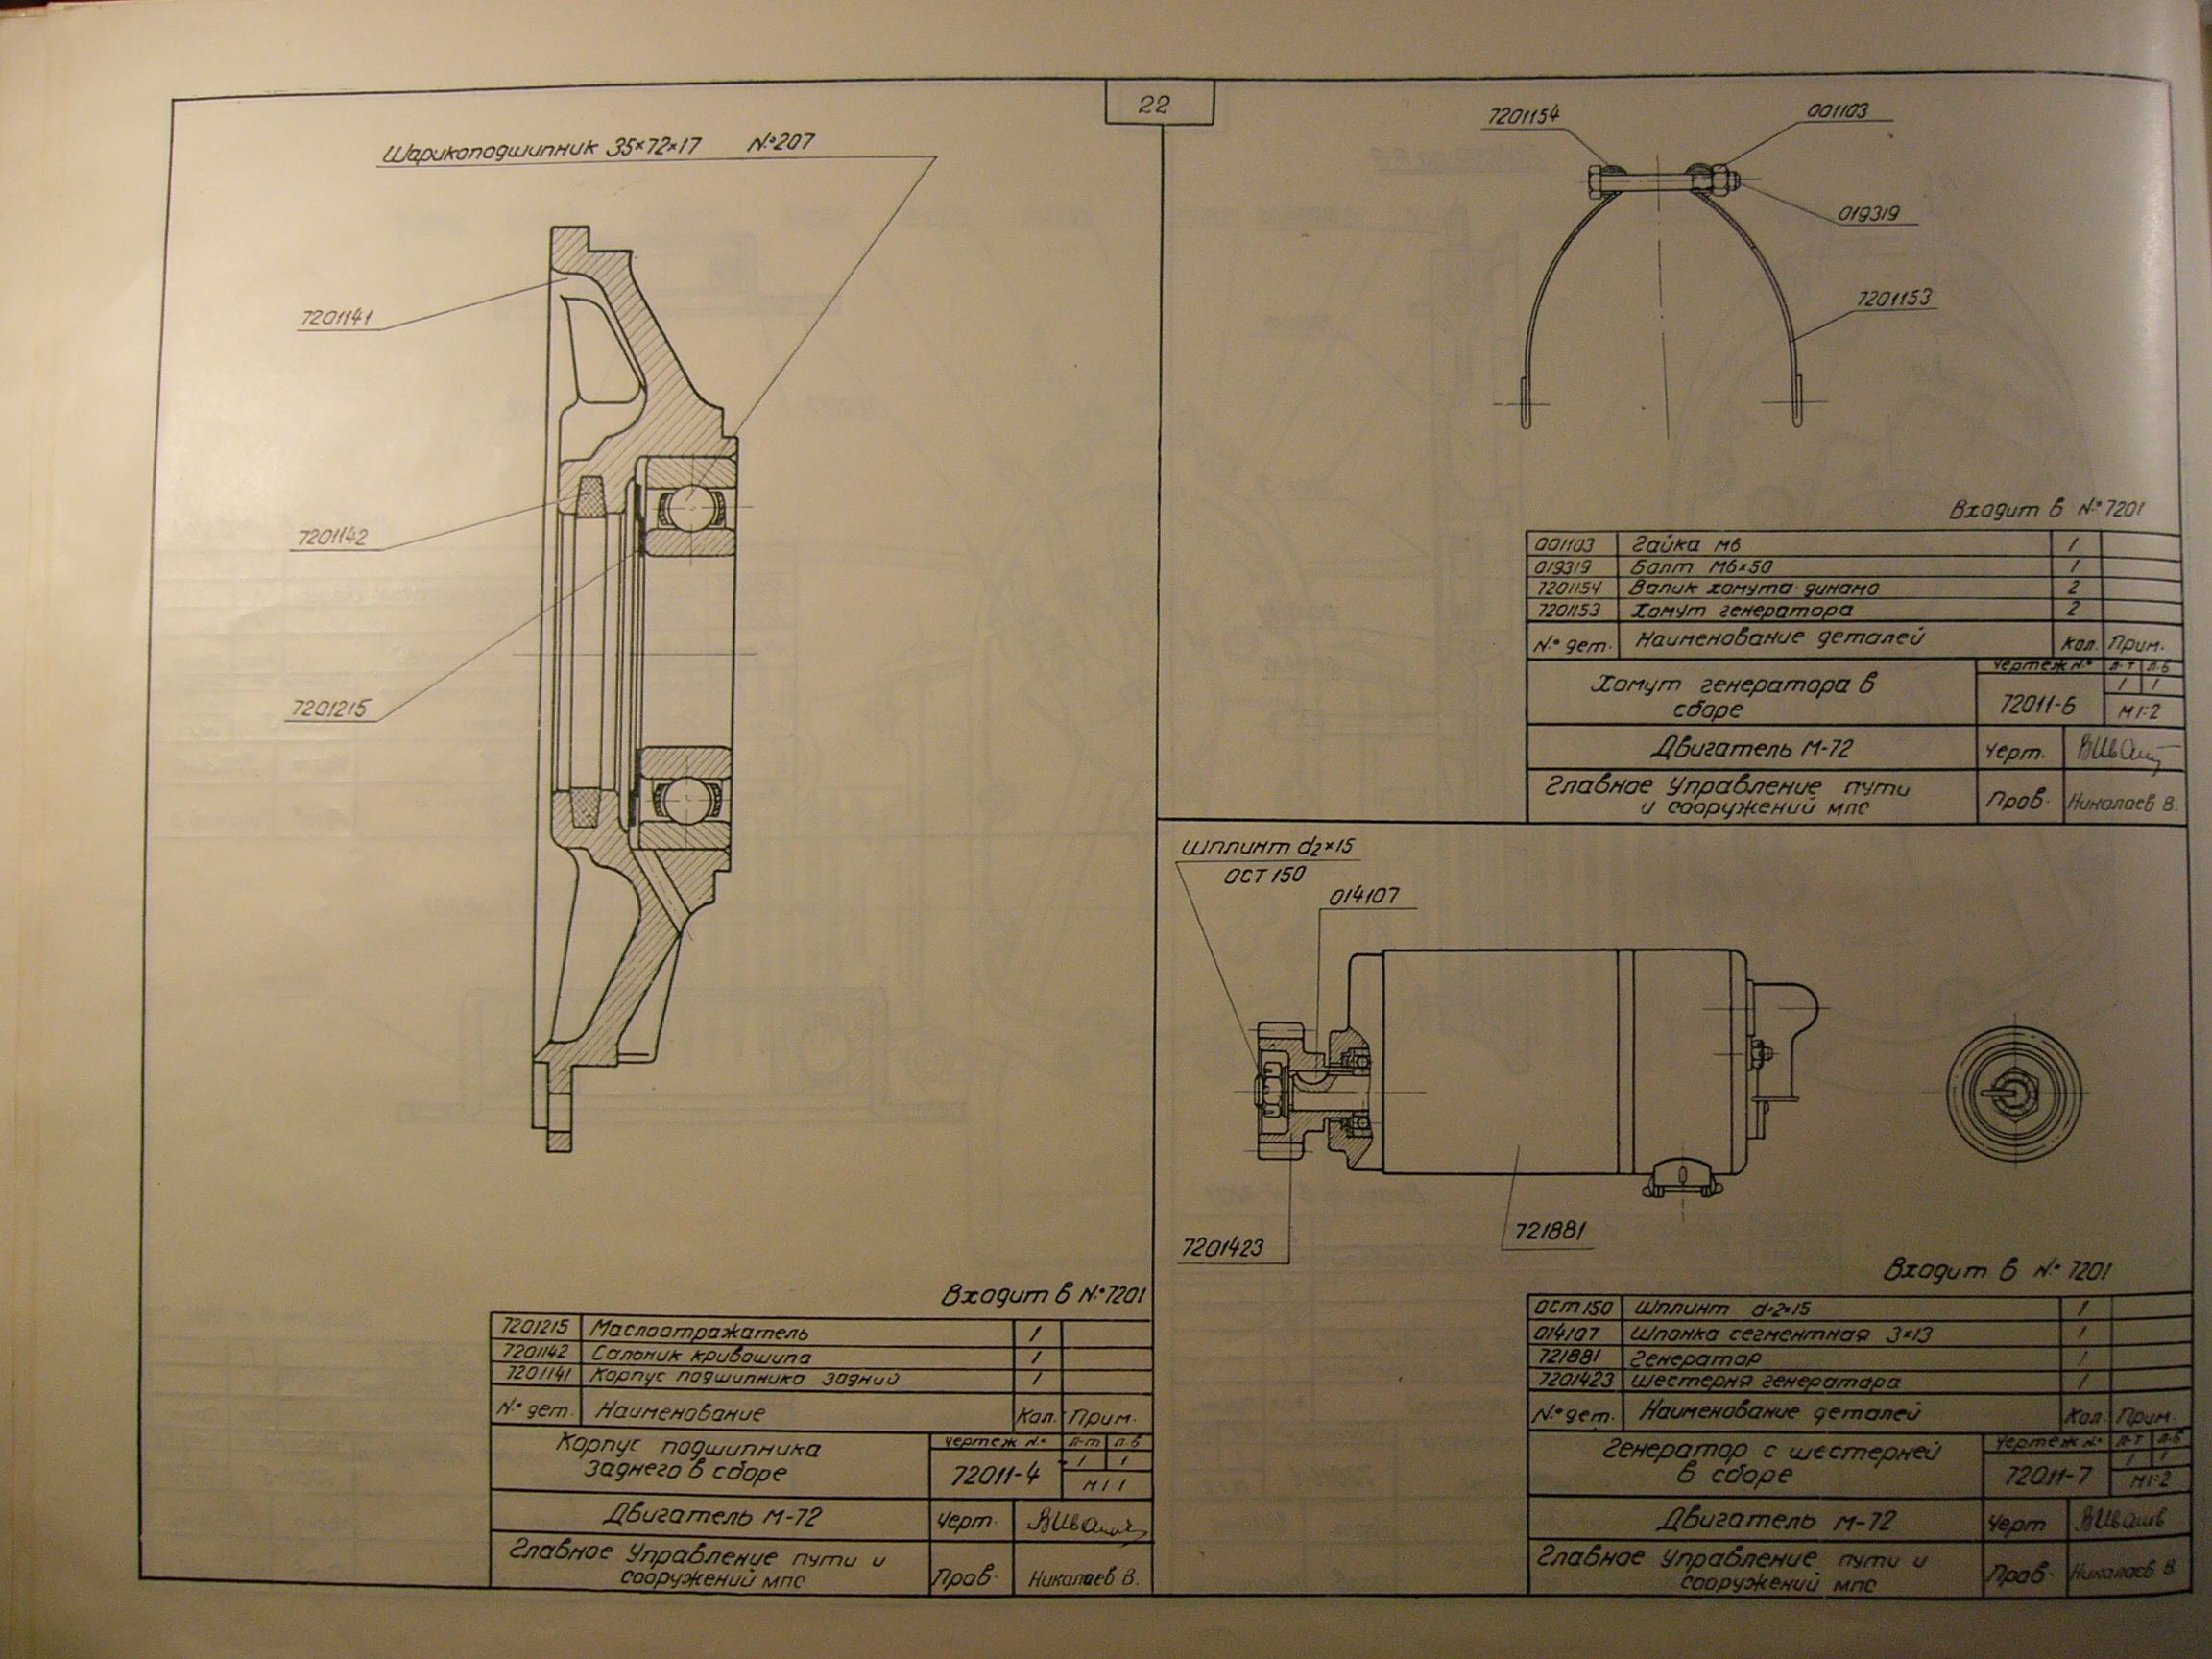 22
Шарикоподшипник 35×72×17 №207
7201141
7201142
7201215
Входит в №7201
7201215 Маслоотражатель 1
7201142 Сальник кривошипа 1
7201141 Корпус подшипника задний 1
№ дет. Наименование Кол. Прим.
Корпус подшипника
заднего в сборе
чертеж № л-т л-в
72011-4 1 1
М 1:1
Двигатель М-72 Черт.
Главное Управление пути и
сооружений мпс
Пров. Николаев В.
7201154
001103
019319
7201153
Входит в №7201
001103 Гайка М6 1
019319 Болт М6×50 1
7201154 Валик хомута динамо 2
7201153 Хомут генератора 2
№ дет. Наименование деталей Кол. Прим.
Хомут генератора в
сборе
чертеж № л-т л-в
72011-6 1 1
М1:2
Двигатель М-72 Черт.
Главное Управление пути
и сооружений мпс
Пров. Николаев В.
Шплинт d2×15
ОСТ 150
014107
7201423
721881
Входит в № 7201
ОСТ 150 Шплинт d=2×15 1
014107 Шпонка сегментная 3×13 1
721881 Генератор 1
7201423 Шестерня генератора 1
№ дет. Наименование деталей Кол. Прим.
Генератор с шестерней
в сборе
Чертеж № л-т л-в
72011-7 1 1
М1:2
Двигатель М-72 Черт
Главное Управление пути и
сооружений мпс
Пров. Николаев В.